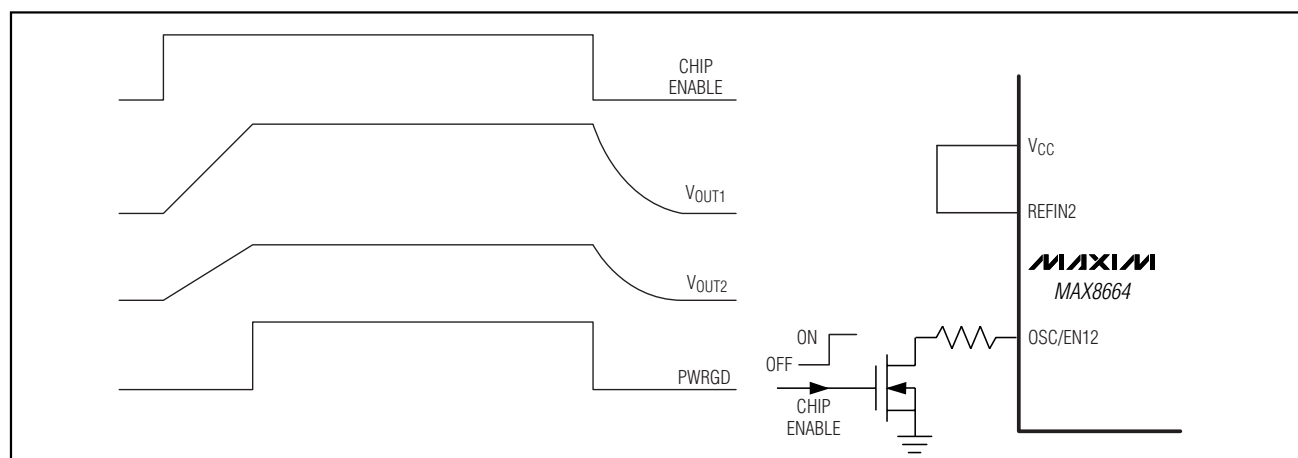 CHIP
ENABLE
VOUT1
VOUT2
PWRGD
VCC
REFIN2
MAXIM
MAX8664
OSC/EN12
ON
OFF
CHIP
ENABLE